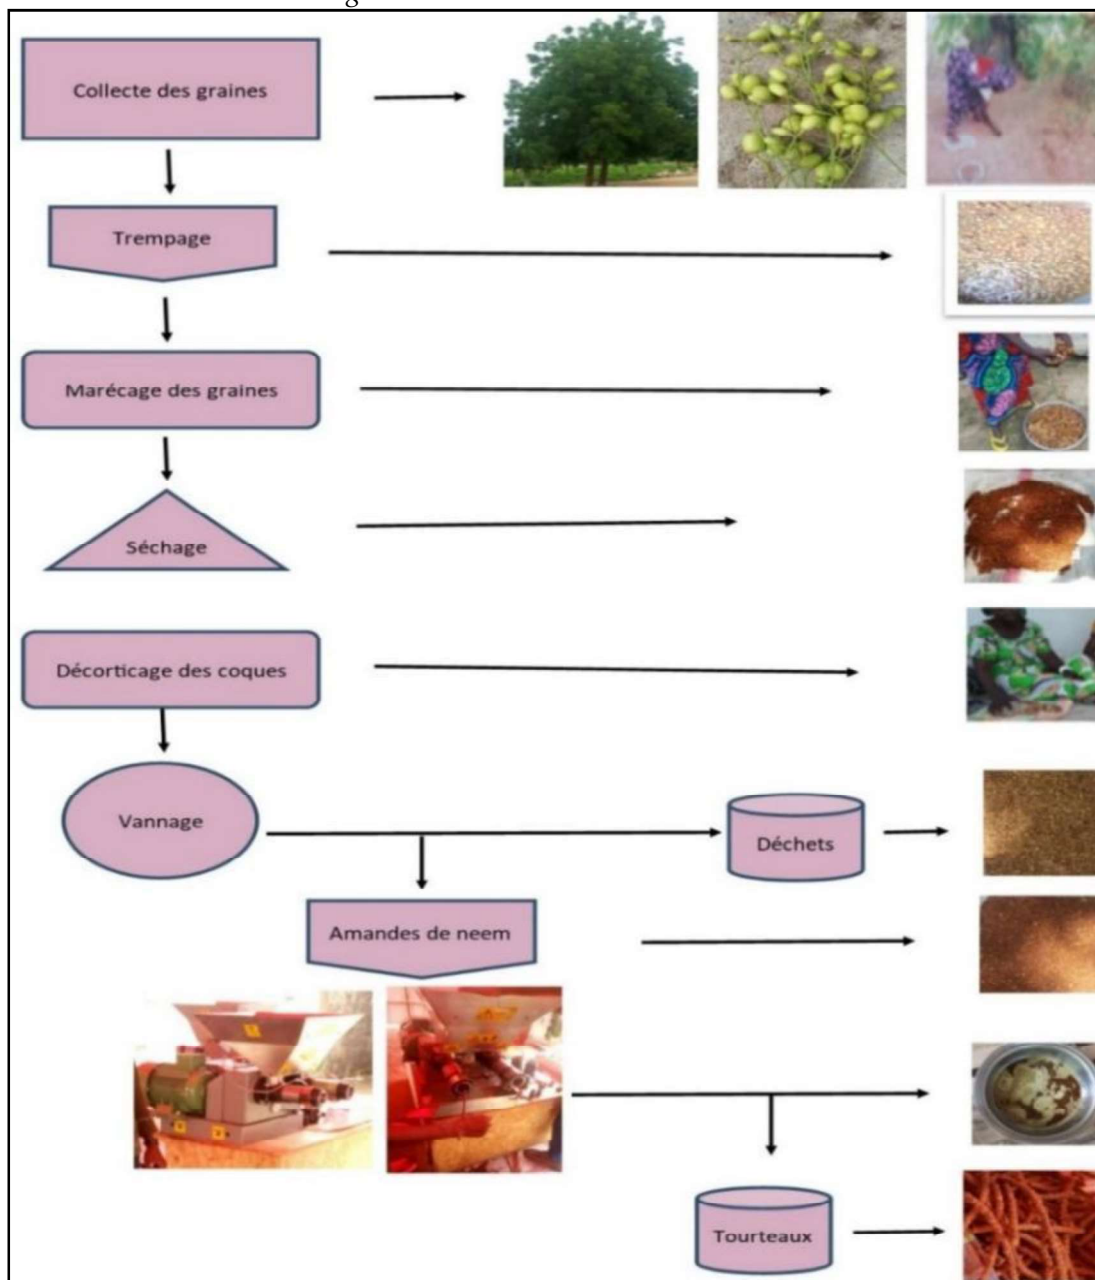 Collecte des graines
Trempage
Marécage des graines
Séchage
Décorticage des coques
Vannage
Déchets
Amandes de neem
Tourteaux